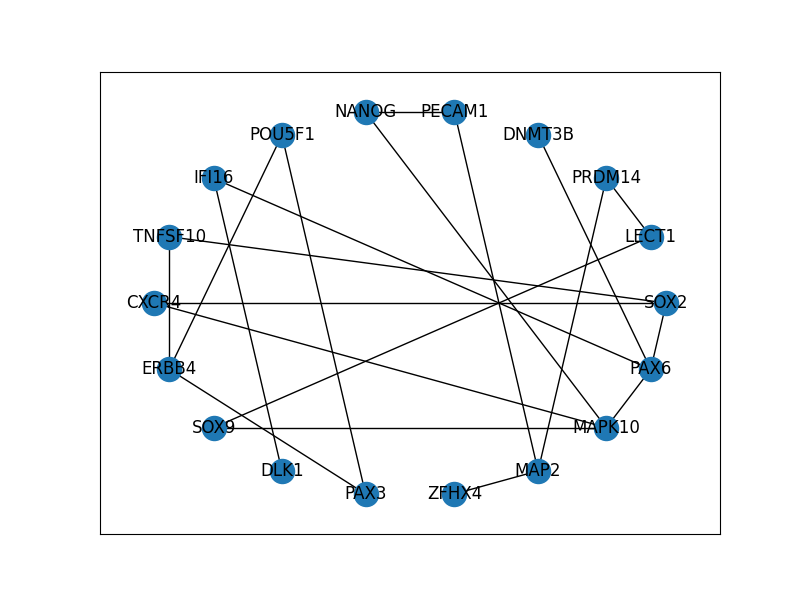 NANOG PECAM1
POU5F1 DNMT3B
IFI16 PRDM14
TNFSF10 LECT1
CXCR4 SOX2
ERBB4 PAX6
SOX9 MAPK10
DLK1 MAP2
PAX3 ZFHX4